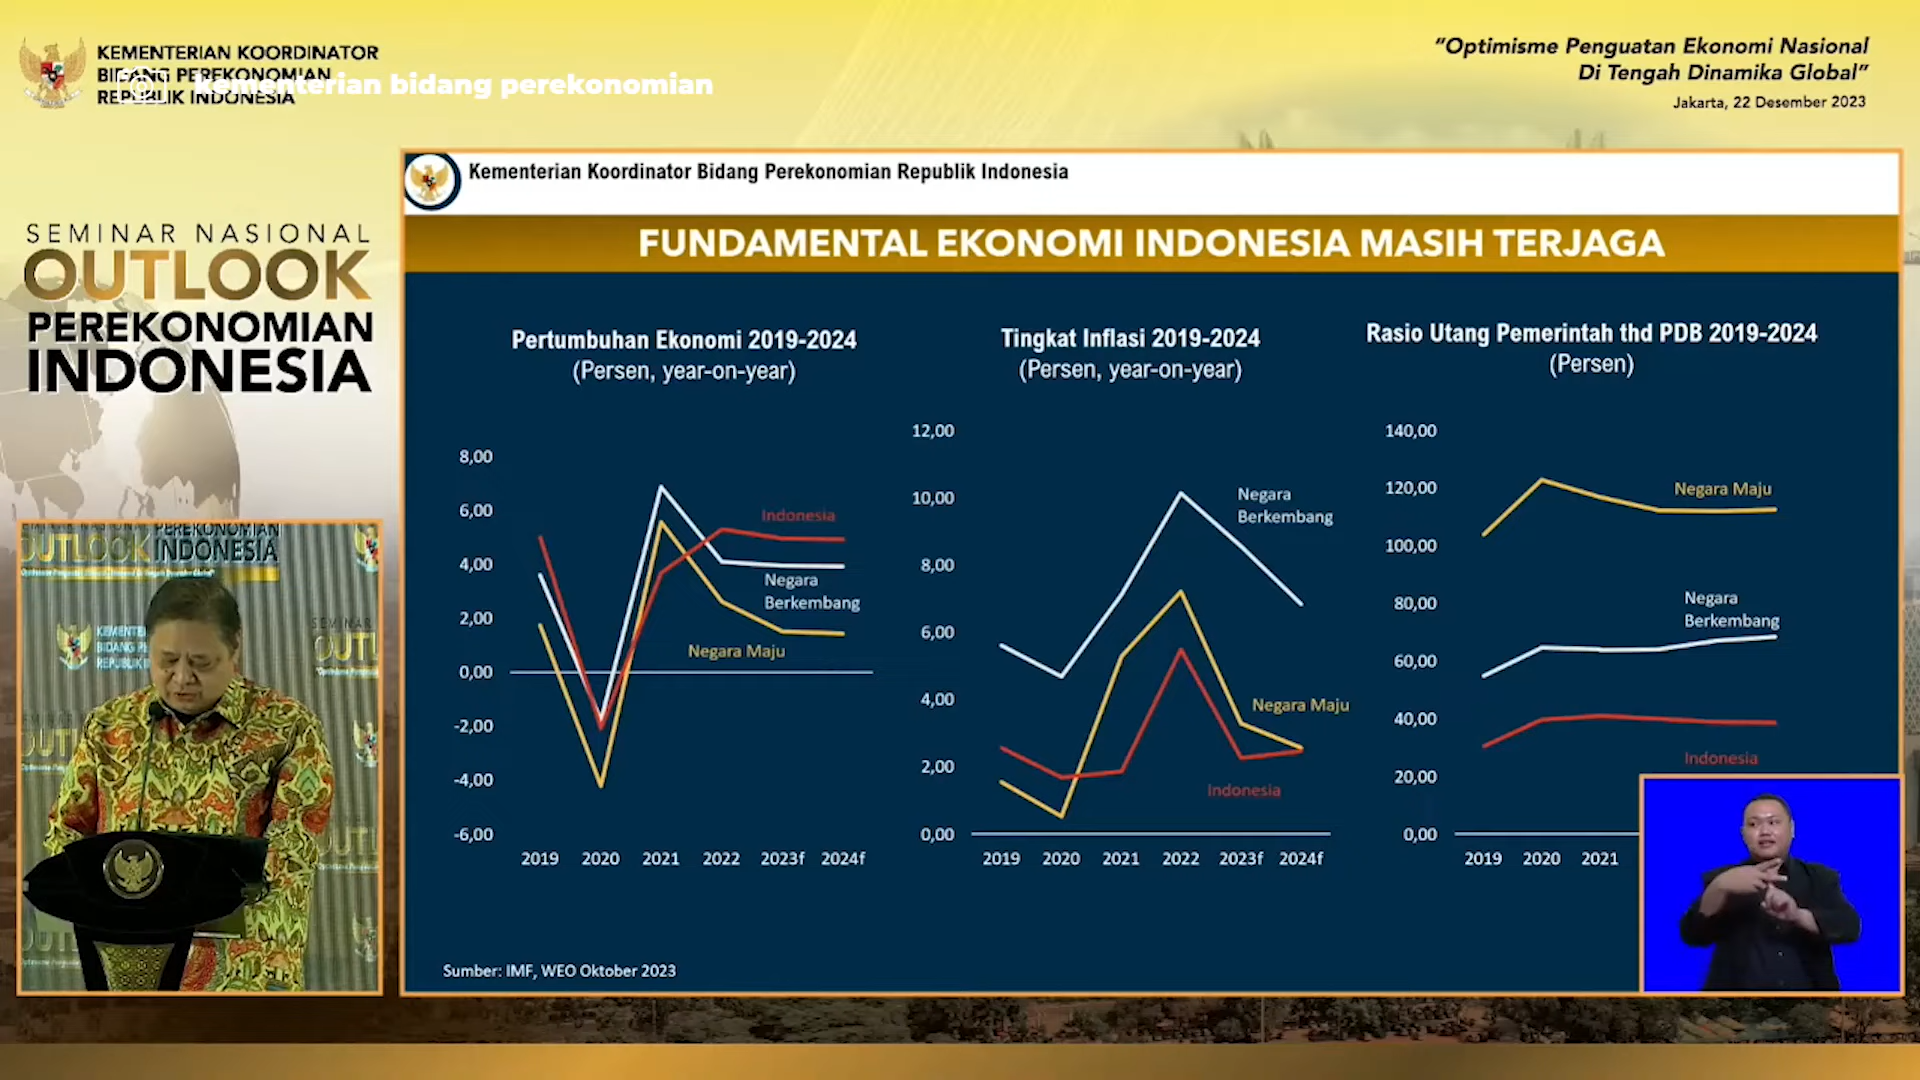 KEMENTERIAN KOORDINATOR
BIDANG PEREKONOMIAN
REPUBLIK INDONESIA
kementerian bidang perekonomian
“Optimisme Penguatan Ekonomi Nasional
Di Tengah Dinamika Global”
Jakarta, 22 Desember 2023
SEMINAR NASIONAL
OUTLOOK
PEREKONOMIAN
INDONESIA
Kementerian Koordinator Bidang Perekonomian Republik Indonesia
FUNDAMENTAL EKONOMI INDONESIA MASIH TERJAGA
Pertumbuhan Ekonomi 2019-2024
(Persen, year-on-year)
8,00
6,00
4,00
2,00
0,00
-2,00
-4,00
-6,00
Indonesia
Negara
Berkembang
Negara Maju
2019 2020 2021 2022 2023f 2024f
Tingkat Inflasi 2019-2024
(Persen, year-on-year)
12,00
10,00
8,00
6,00
4,00
2,00
0,00
Negara
Berkembang
Negara Maju
Indonesia
2019 2020 2021 2022 2023f 2024f
Rasio Utang Pemerintah thd PDB 2019-2024
(Persen)
140,00
120,00
100,00
80,00
60,00
40,00
20,00
0,00
Negara Maju
Negara
Berkembang
Indonesia
2019 2020 2021
Sumber: IMF, WEO Oktober 2023
OUTLOOK
PEREKONOMIAN
INDONESIA